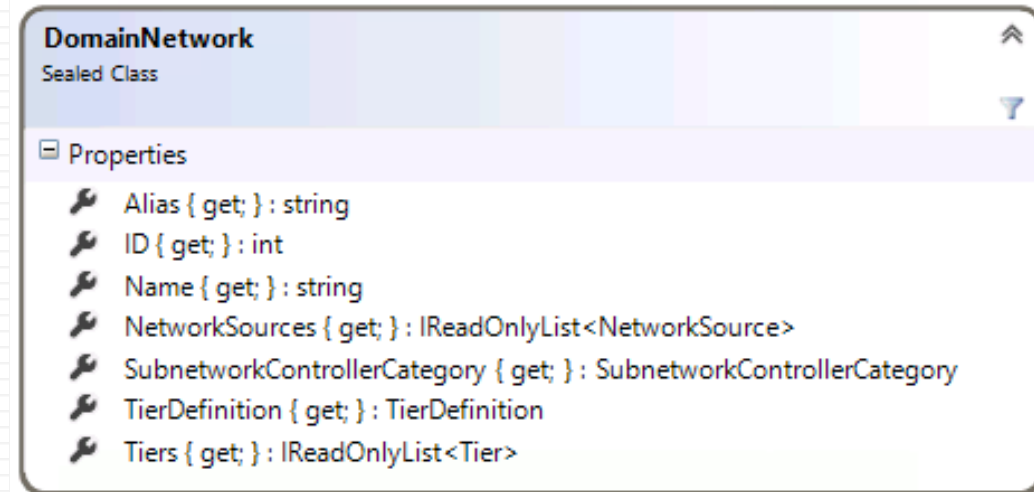 DomainNetwork
Sealed Class
Properties
Alias { get; } : string
ID { get; } : int
Name { get; } : string
NetworkSources { get; } : IReadOnlyList<NetworkSource>
SubnetworkControllerCategory { get; } : SubnetworkControllerCategory
TierDefinition { get; } : TierDefinition
Tiers { get; } : IReadOnlyList<Tier>